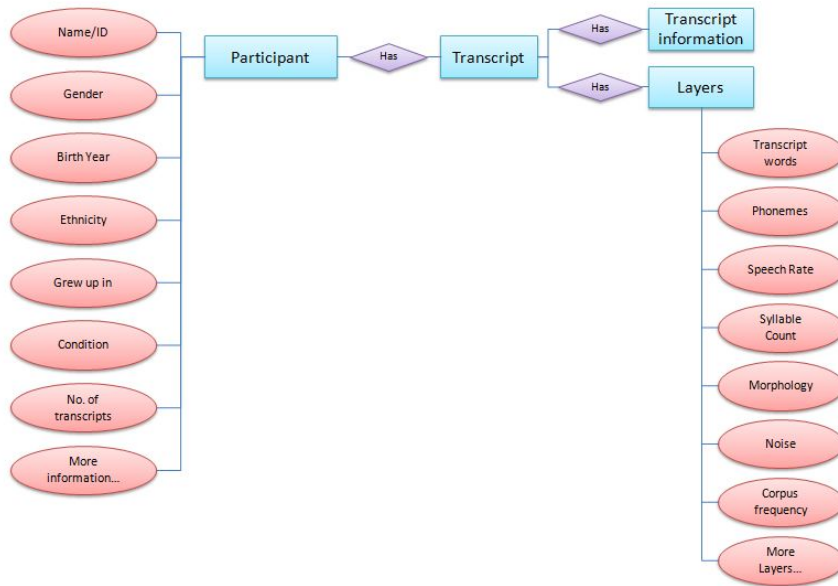 Name/ID
Gender
Birth Year
Ethnicity
Grew up in
Condition
No. of
transcripts
More
information...
Participant
Has
Transcript
Has
Transcript
information
Has
Layers
Transcript
words
Phonemes
Speech Rate
Syllable
Count
Morphology
Noise
Corpus
frequency
More
Layers...